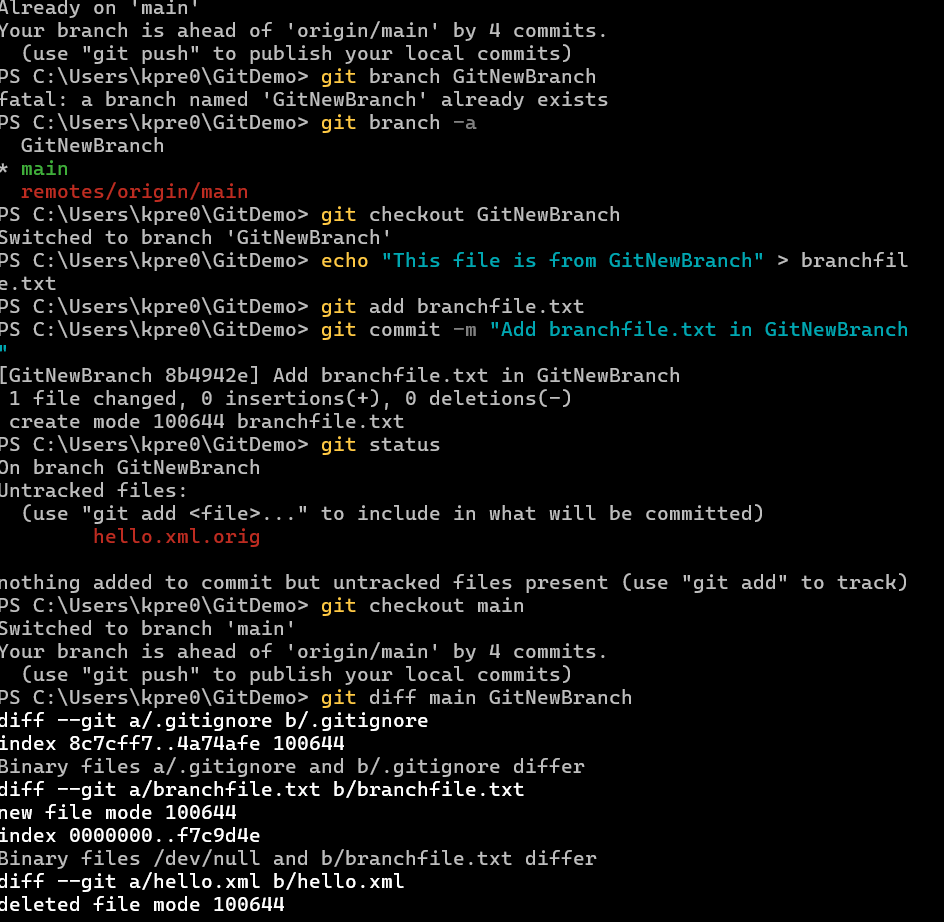 Already on 'main'
Your branch is ahead of 'origin/main' by 4 commits.
  (use "git push" to publish your local commits)
PS C:\Users\kpre0\GitDemo> git branch GitNewBranch
fatal: a branch named 'GitNewBranch' already exists
PS C:\Users\kpre0\GitDemo> git branch -a
  GitNewBranch
* main
  remotes/origin/main
PS C:\Users\kpre0\GitDemo> git checkout GitNewBranch
Switched to branch 'GitNewBranch'
PS C:\Users\kpre0\GitDemo> echo "This file is from GitNewBranch" > branchfil
e.txt
PS C:\Users\kpre0\GitDemo> git add branchfile.txt
PS C:\Users\kpre0\GitDemo> git commit -m "Add branchfile.txt in GitNewBranch
"
[GitNewBranch 8b4942e] Add branchfile.txt in GitNewBranch
 1 file changed, 0 insertions(+), 0 deletions(-)
 create mode 100644 branchfile.txt
PS C:\Users\kpre0\GitDemo> git status
On branch GitNewBranch
Untracked files:
  (use "git add <file>..." to include in what will be committed)
        hello.xml.orig

nothing added to commit but untracked files present (use "git add" to track)
PS C:\Users\kpre0\GitDemo> git checkout main
Switched to branch 'main'
Your branch is ahead of 'origin/main' by 4 commits.
  (use "git push" to publish your local commits)
PS C:\Users\kpre0\GitDemo> git diff main GitNewBranch
diff --git a/.gitignore b/.gitignore
index 8c7cff7..4a74afe 100644
Binary files a/.gitignore and b/.gitignore differ
diff --git a/branchfile.txt b/branchfile.txt
new file mode 100644
index 0000000..f7c9d4e
Binary files /dev/null and b/branchfile.txt differ
diff --git a/hello.xml b/hello.xml
deleted file mode 100644